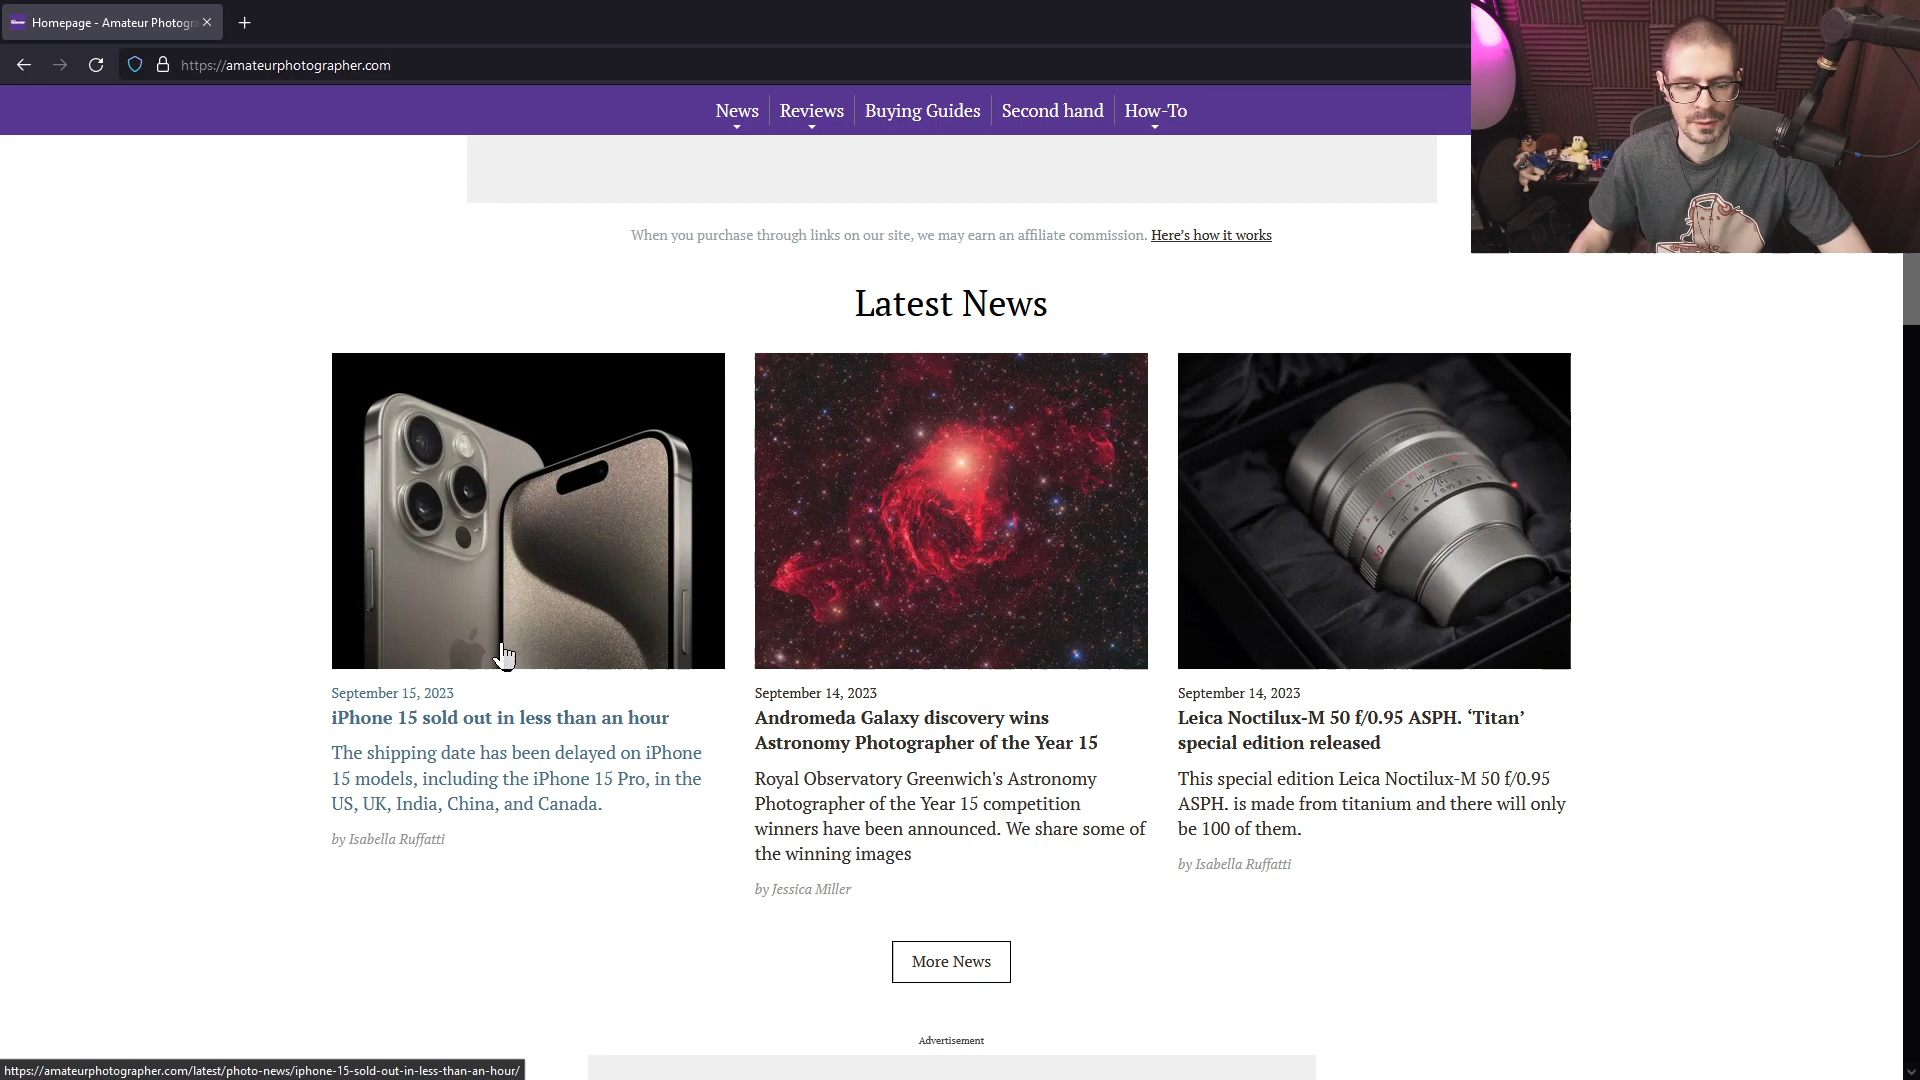 Homepage - Amateur Photogra
https://amateurphotographer.com
News
Reviews
Buying Guides
Second hand
How-To
When you purchase through links on our site, we may earn an affiliate commission. Here's how it works
Latest News
September 15, 2023
iPhone 15 sold out in less than an hour
The shipping date has been delayed on iPhone
15 models, including the iPhone 15 Pro, in the
US, UK, India, China, and Canada.
by Isabella Ruffatti
September 14, 2023
Andromeda Galaxy discovery wins
Astronomy Photographer of the Year 15
Royal Observatory Greenwich's Astronomy
Photographer of the Year 15 competition
winners have been announced. We share some of
the winning images
by Jessica Miller
September 14, 2023
Leica Noctilux-M 50 f/0.95 ASPH. ‘Titan’
special edition released
This special edition Leica Noctilux-M 50 f/0.95
ASPH. is made from titanium and there will only
be 100 of them.
by Isabella Ruffatti
More News
Advertisement
https://amateurphotographer.com/latest/photo-news/iphone-15-sold-out-in-less-than-an-hour/